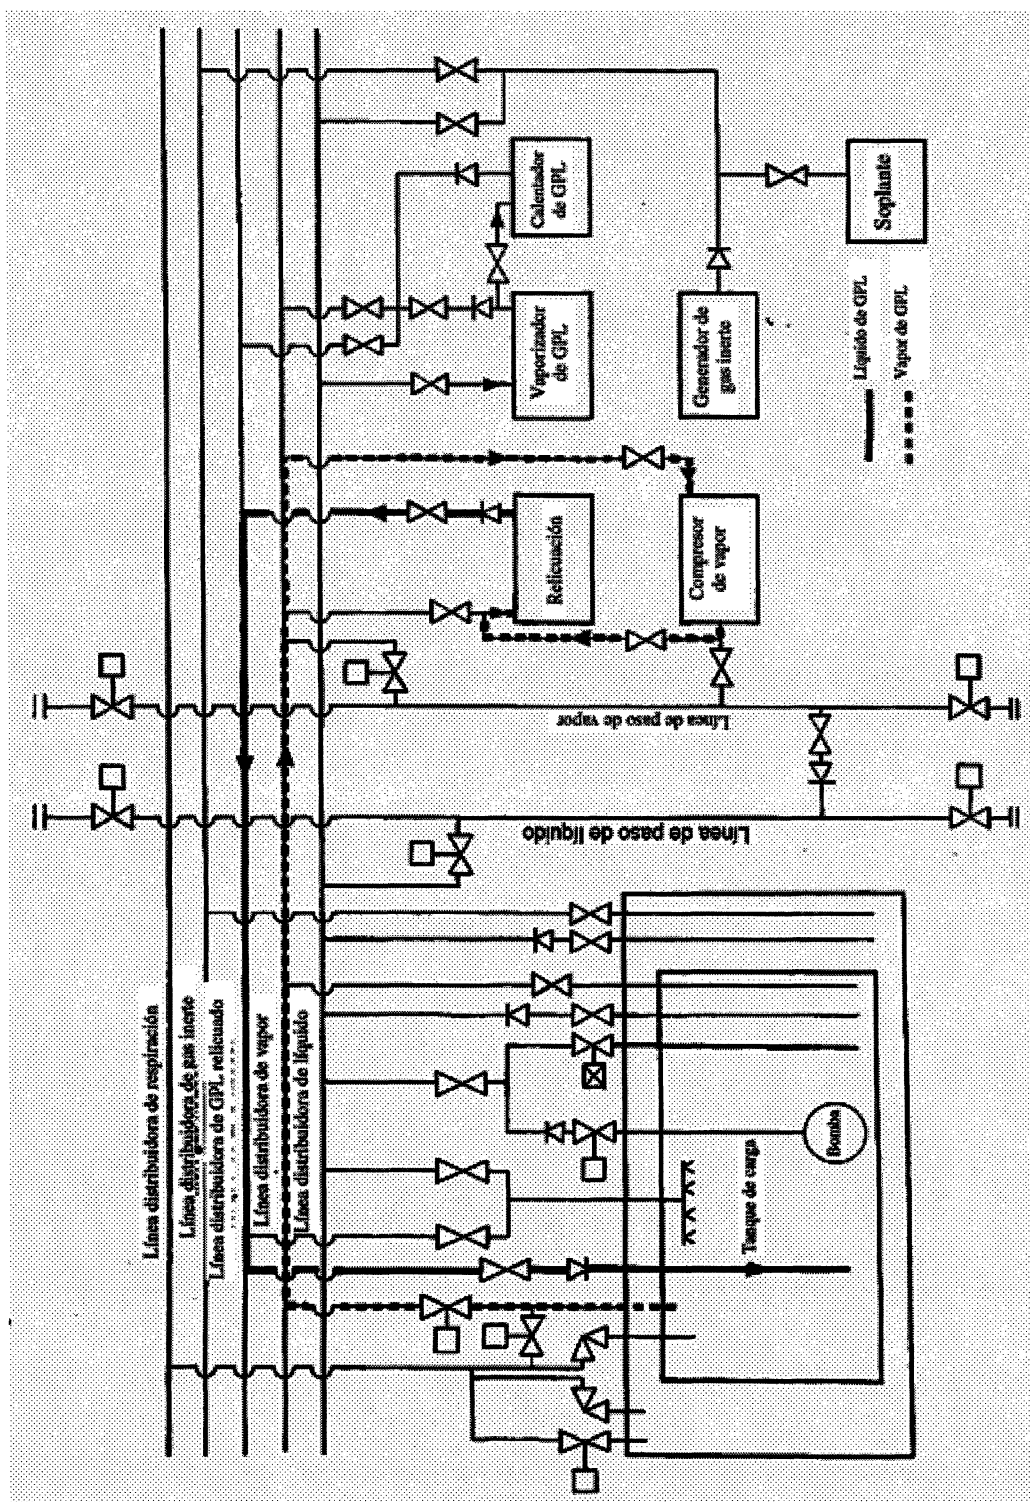 Línea distribuidora de respiración
Línea distribuidora de gas inerte
Línea distribuidora de GPL relicuado
Línea distribuidora de vapor
Línea distribuidora de líquido
Calentador
de GPL
Vaporizador
de GPL
Relicuación
Soplante
Generador de
gas inerte
Compresor
de vapor
Líquido de GPL
Vapor de GPL
Línea de paso de vapor
Línea de paso de líquido
Tanque de carga
Bomba